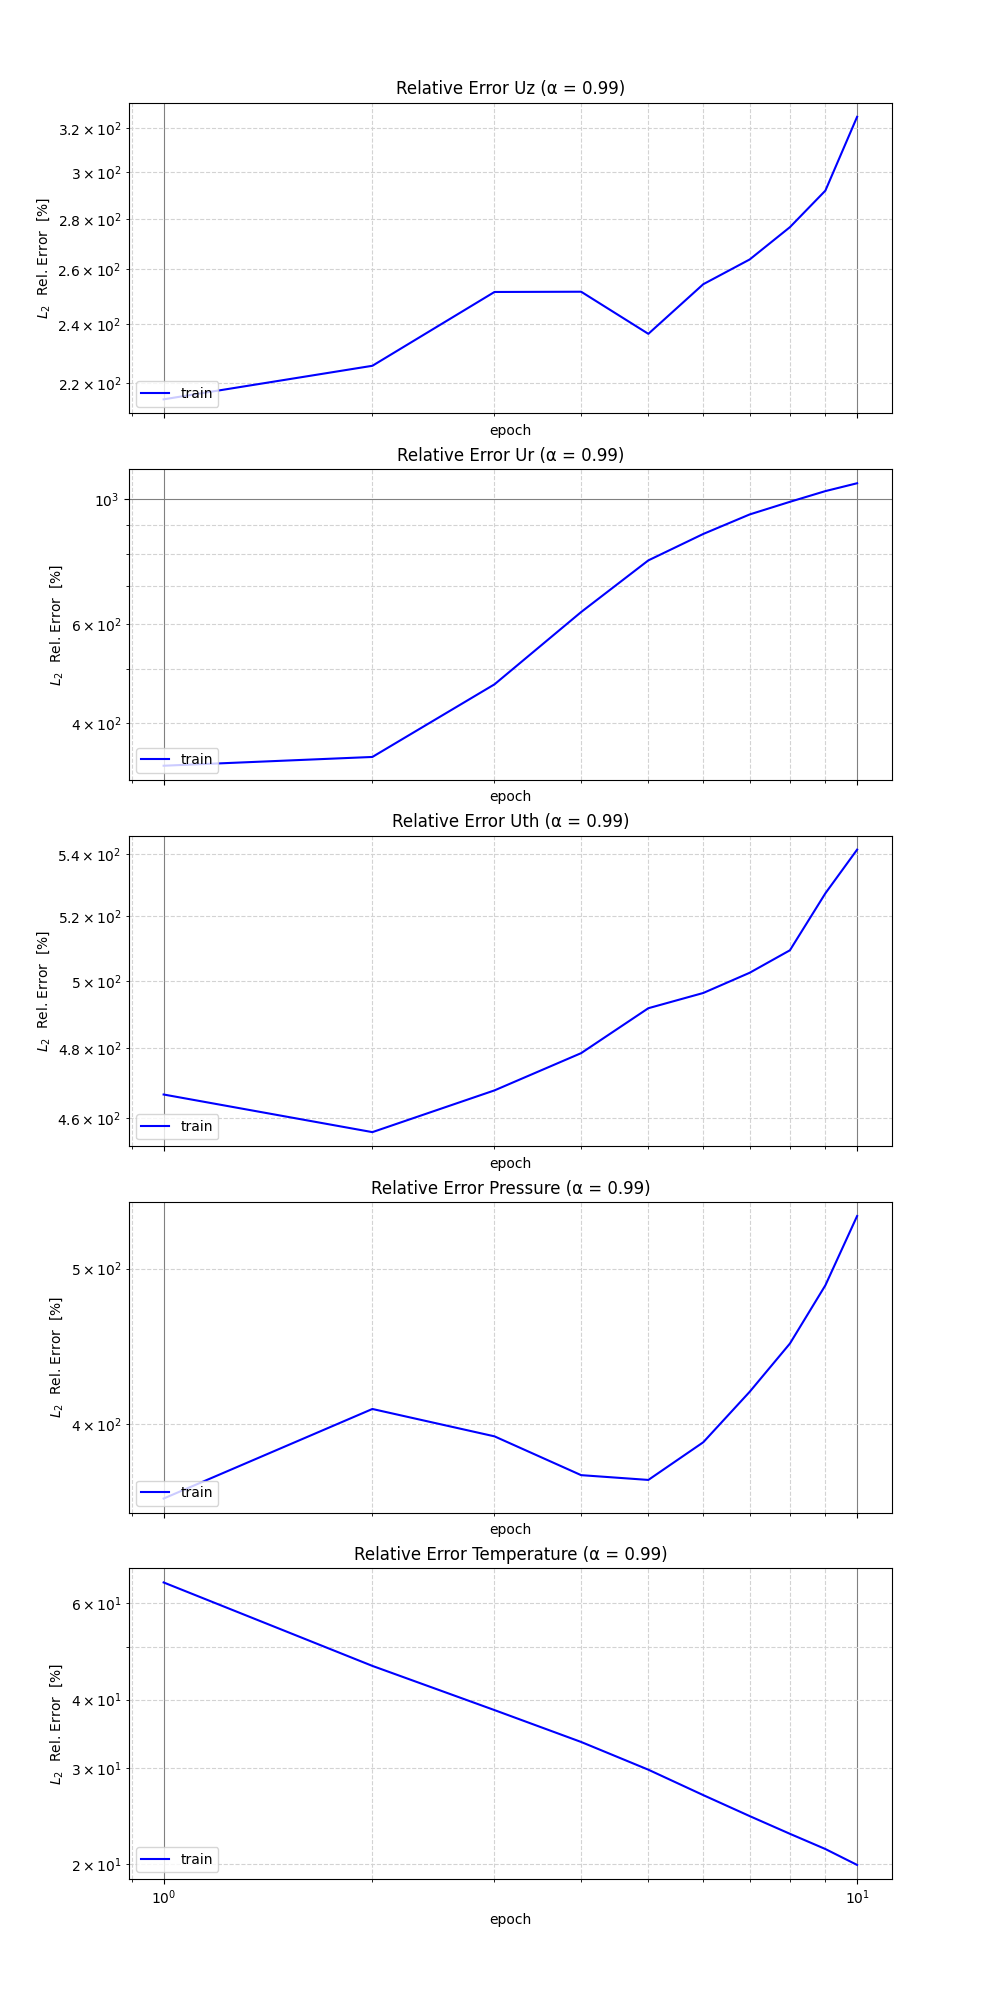 Relative Error Uz (α = 0.99)
3.2 × 10²
3 × 10²
2.8 × 10²
2.6 × 10²
2.4 × 10²
2.2 × 10²
L₂ Rel. Error [%]
train
epoch
Relative Error Ur (α = 0.99)
10³
6 × 10²
4 × 10²
L₂ Rel. Error [%]
train
epoch
Relative Error Uth (α = 0.99)
5.4 × 10²
5.2 × 10²
5 × 10²
4.8 × 10²
4.6 × 10²
L₂ Rel. Error [%]
train
epoch
Relative Error Pressure (α = 0.99)
5 × 10²
4 × 10²
L₂ Rel. Error [%]
train
epoch
Relative Error Temperature (α = 0.99)
6 × 10¹
4 × 10¹
3 × 10¹
2 × 10¹
L₂ Rel. Error [%]
train
10⁰ 10¹
epoch